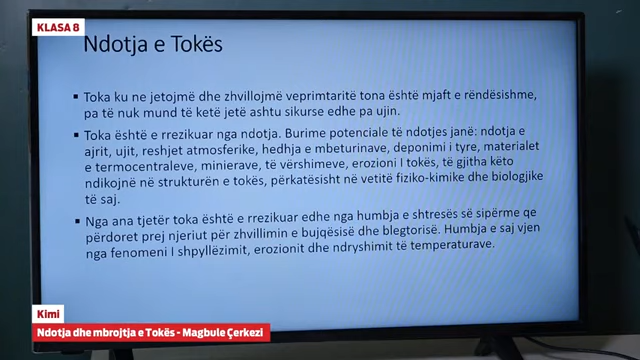 KLASA 8
Ndotja e Tokës
▪ Toka ku ne jetojmë dhe zhvillojmë veprimtaritë tona është mjaft e rëndësishme,
pa të nuk mund të ketë jetë ashtu sikurse edhe pa ujin.
▪ Toka është e rrezikuar nga ndotja. Burime potenciale të ndotjes janë: ndotja e
ajrit, ujit, reshjet atmosferike, hedhja e mbeturinave, deponimi i tyre, materialet
e termocentraleve, minierave, të vërshimeve, erozioni I tokës, të gjitha këto
ndikojnë në strukturën e tokës, përkatësisht në vetitë fiziko-kimike dhe biologjike
të saj.
▪ Nga ana tjetër toka është e rrezikuar edhe nga humbja e shtresës së sipërme qe
përdoret prej njeriut për zhvillimin e bujqësisë dhe blegtorisë. Humbja e saj vjen
nga fenomeni I shpyllëzimit, erozionit dhe ndryshimit të temperaturave.
Kimi
Ndotja dhe mbrojtja e Tokës - Magbule Çerkezi